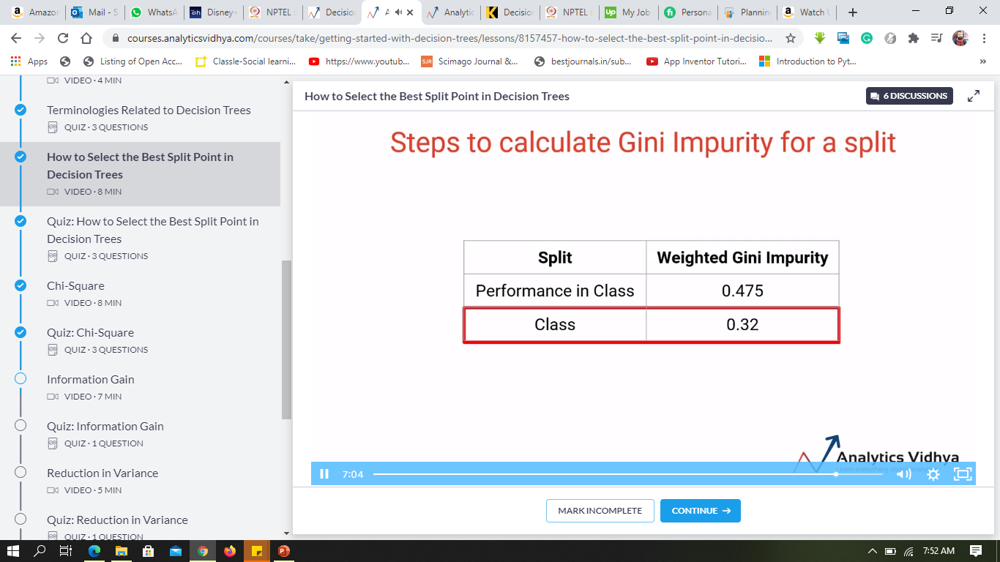 Amazor
Mail - S
WhatsA
Disney+
NPTEL :
Decisio
A
Analytic
Decisio
NPTEL :
My Job
Persona
Plannin
Watch U
courses.analyticsvidhya.com/courses/take/getting-started-with-decision-trees/lessons/8157457-how-to-select-the-best-split-point-in-decisio...
Apps
Listing of Open Acc...
Classle-Social learni...
https://www.youtub...
SJR Scimago Journal &...
bestjournals.in/sub...
App Inventor Tutori...
Introduction to Pyt...
»
VIDEO · 4 MIN
Terminologies Related to Decision Trees
QUIZ · 3 QUESTIONS
How to Select the Best Split Point in
Decision Trees
VIDEO · 8 MIN
Quiz: How to Select the Best Split Point in
Decision Trees
QUIZ · 3 QUESTIONS
Chi-Square
VIDEO · 8 MIN
Quiz: Chi-Square
QUIZ · 3 QUESTIONS
Information Gain
VIDEO · 7 MIN
Quiz: Information Gain
QUIZ · 1 QUESTION
Reduction in Variance
VIDEO · 5 MIN
Quiz: Reduction in Variance
QUIZ · 1 QUESTION
How to Select the Best Split Point in Decision Trees
6 DISCUSSIONS
Steps to calculate Gini Impurity for a split
Split Weighted Gini Impurity
Performance in Class 0.475
Class 0.32
Analytics Vidhya
7:04
MARK INCOMPLETE
CONTINUE →
7:52 AM